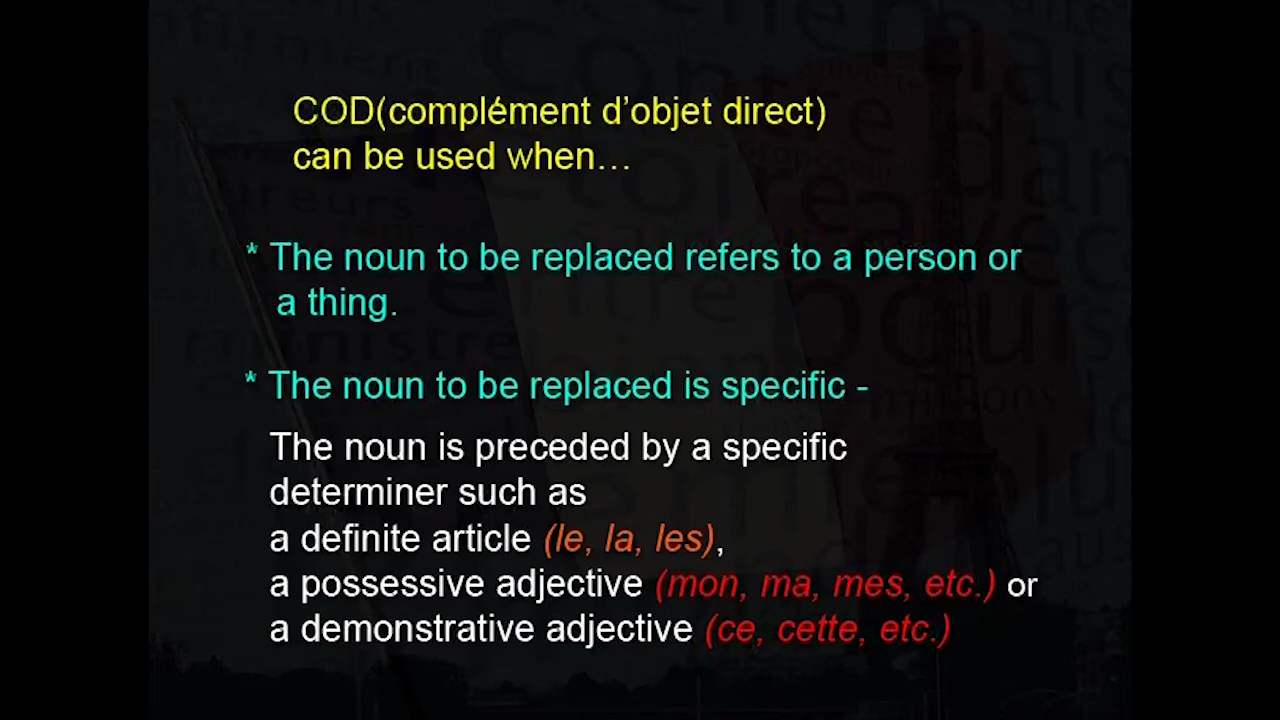 COD(complément d’objet direct)
can be used when…
* The noun to be replaced refers to a person or
a thing.
* The noun to be replaced is specific -
The noun is preceded by a specific
determiner such as
a definite article (le, la, les),
a possessive adjective (mon, ma, mes, etc.) or
a demonstrative adjective (ce, cette, etc.)